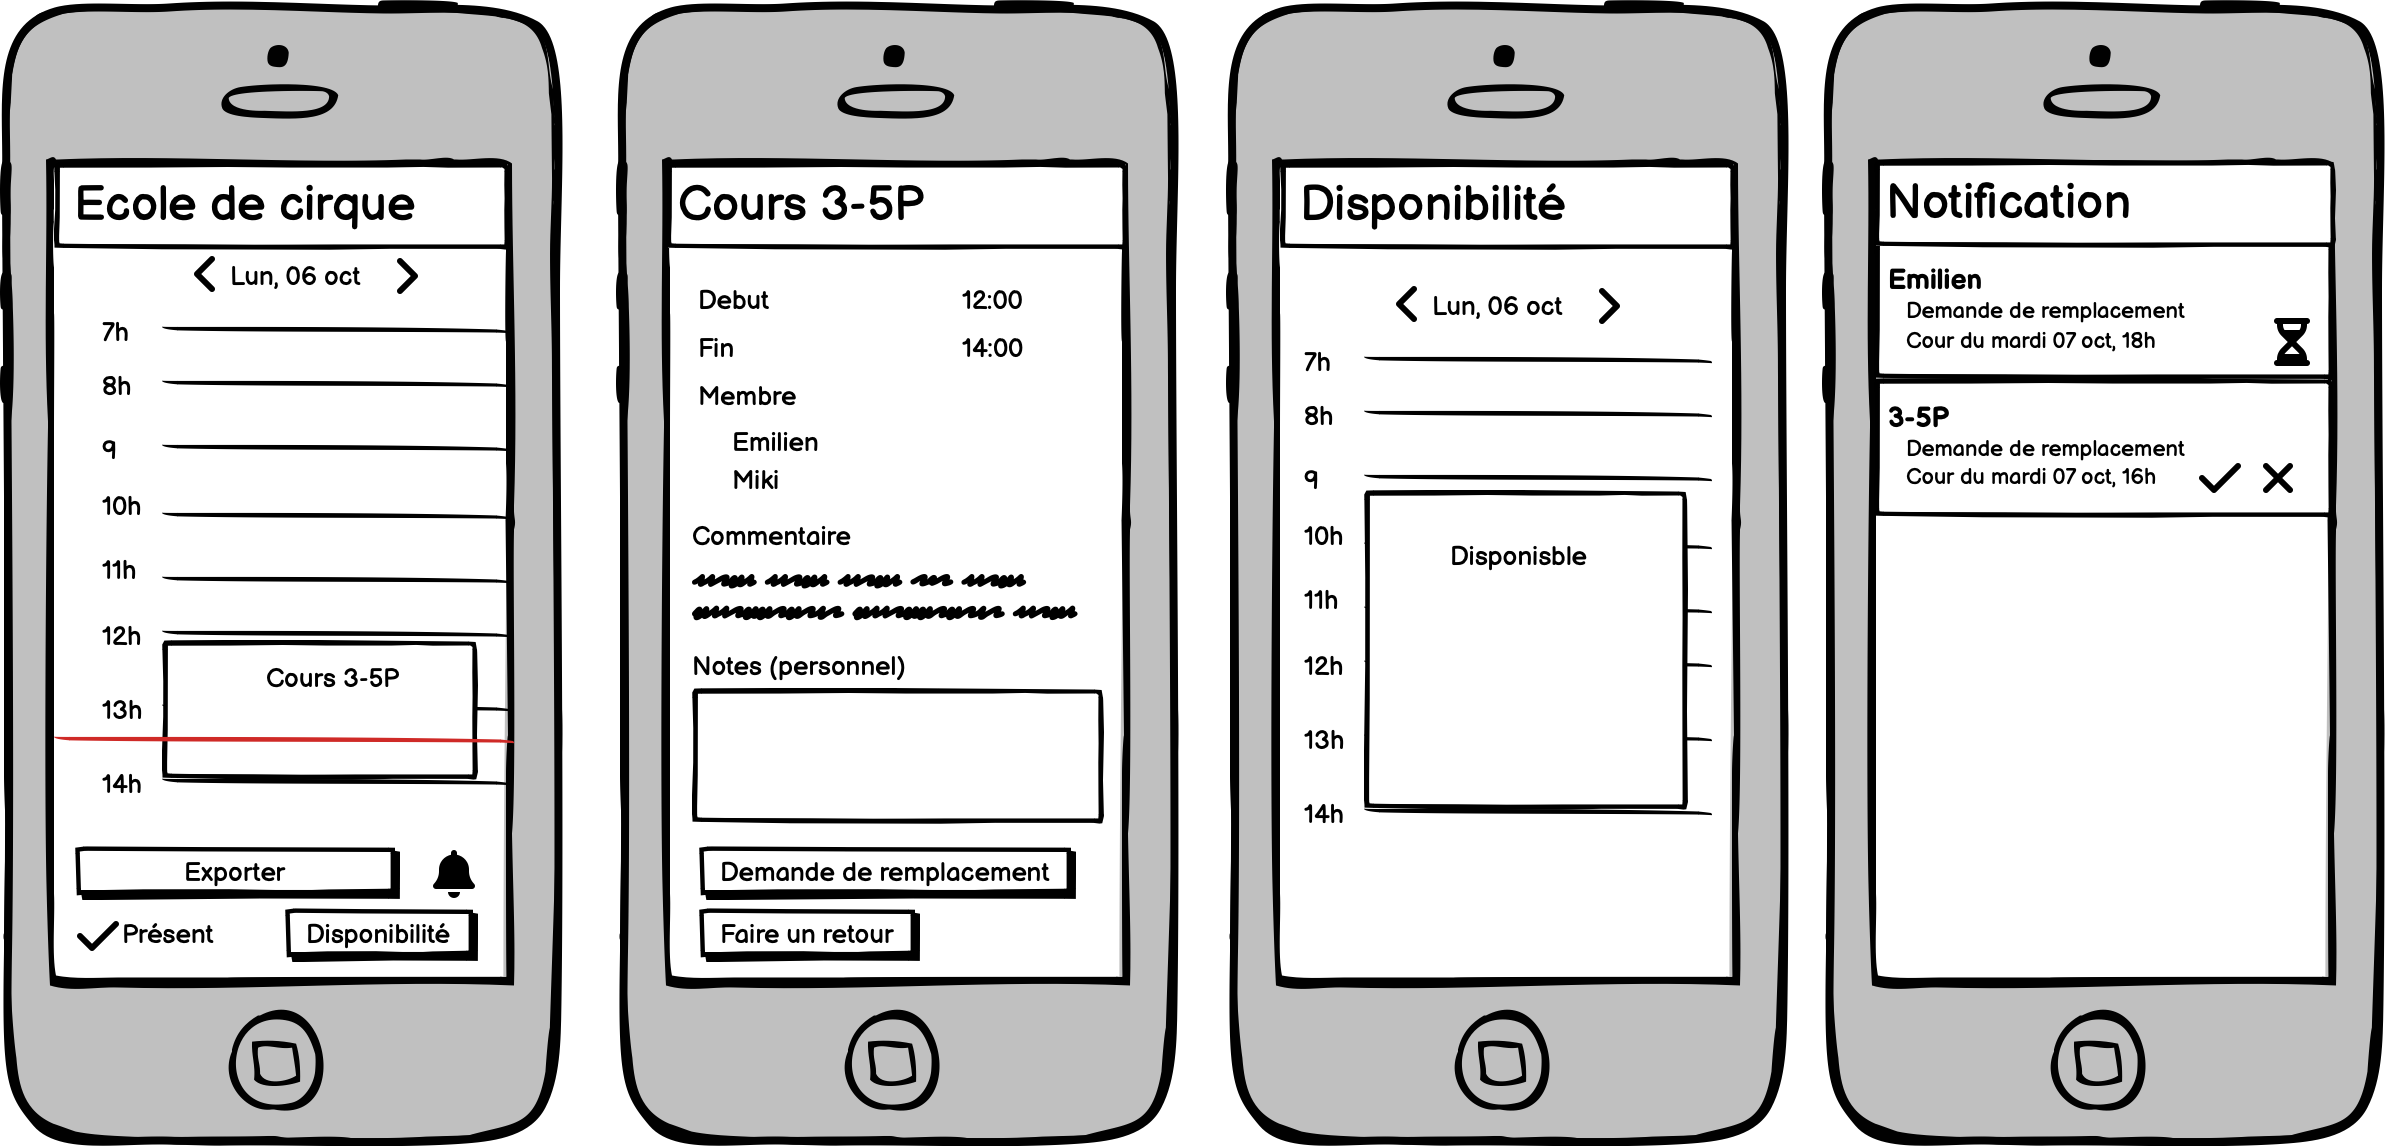 Ecole de cirque
Lun, 06 oct
7h
8h
9
10h
11h
12h
Cours 3-5P
13h
14h
Exporter
Présent
Disponibilité
Cours 3-5P
Debut 12:00
Fin 14:00
Membre
Emilien
Miki
Commentaire
Notes (personnel)
Demande de remplacement
Faire un retour
Disponibilité
Lun, 06 oct
7h
8h
9
10h
Disponisble
11h
12h
13h
14h
Notification
Emilien
Demande de remplacement
Cour du mardi 07 oct, 18h
3-5P
Demande de remplacement
Cour du mardi 07 oct, 16h